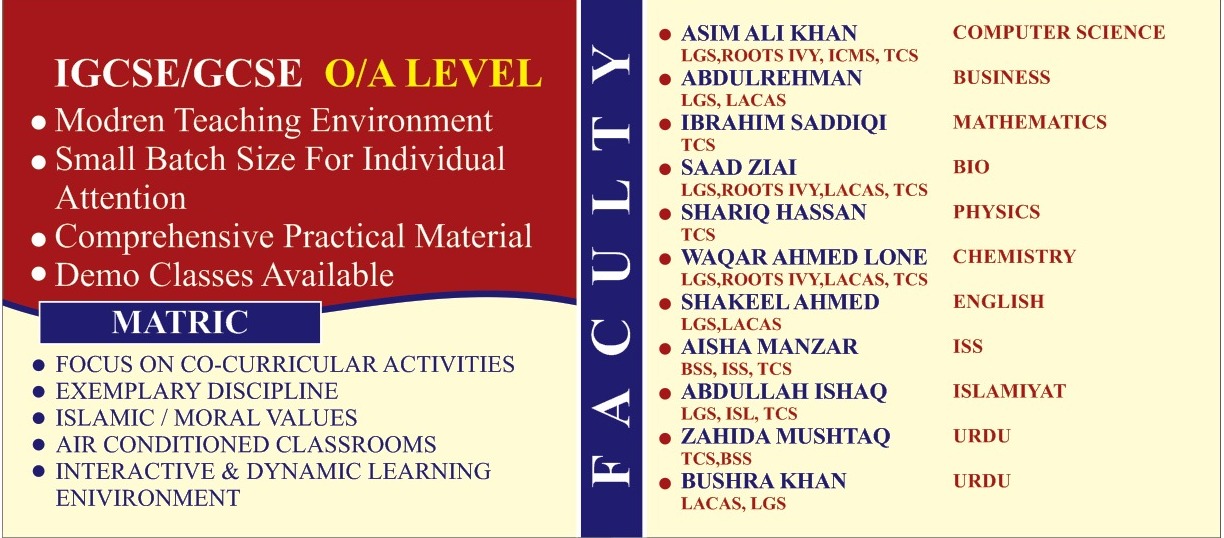 IGCSE/GCSE O/A LEVEL
Modren Teaching Environment
Small Batch Size For Individual
Attention
Comprehensive Practical Material
Demo Classes Available
MATRIC
FOCUS ON CO-CURRICULAR ACTIVITIES
EXEMPLARY DISCIPLINE
ISLAMIC / MORAL VALUES
AIR CONDITIONED CLASSROOMS
INTERACTIVE & DYNAMIC LEARNING
ENIVIRONMENT
FACULTY
ASIM ALI KHAN COMPUTER SCIENCE
LGS,ROOTS IVY, ICMS, TCS
ABDULREHMAN BUSINESS
LGS, LACAS
IBRAHIM SADDIQI MATHEMATICS
TCS
SAAD ZIAI BIO
LGS,ROOTS IVY,LACAS, TCS
SHARIQ HASSAN PHYSICS
TCS
WAQAR AHMED LONE CHEMISTRY
LGS,ROOTS IVY,LACAS, TCS
SHAKEEL AHMED ENGLISH
LGS,LACAS
AISHA MANZAR ISS
BSS, ISS, TCS
ABDULLAH ISHAQ ISLAMIYAT
LGS, ISL, TCS
ZAHIDA MUSHTAQ URDU
TCS,BSS
BUSHRA KHAN URDU
LACAS, LGS